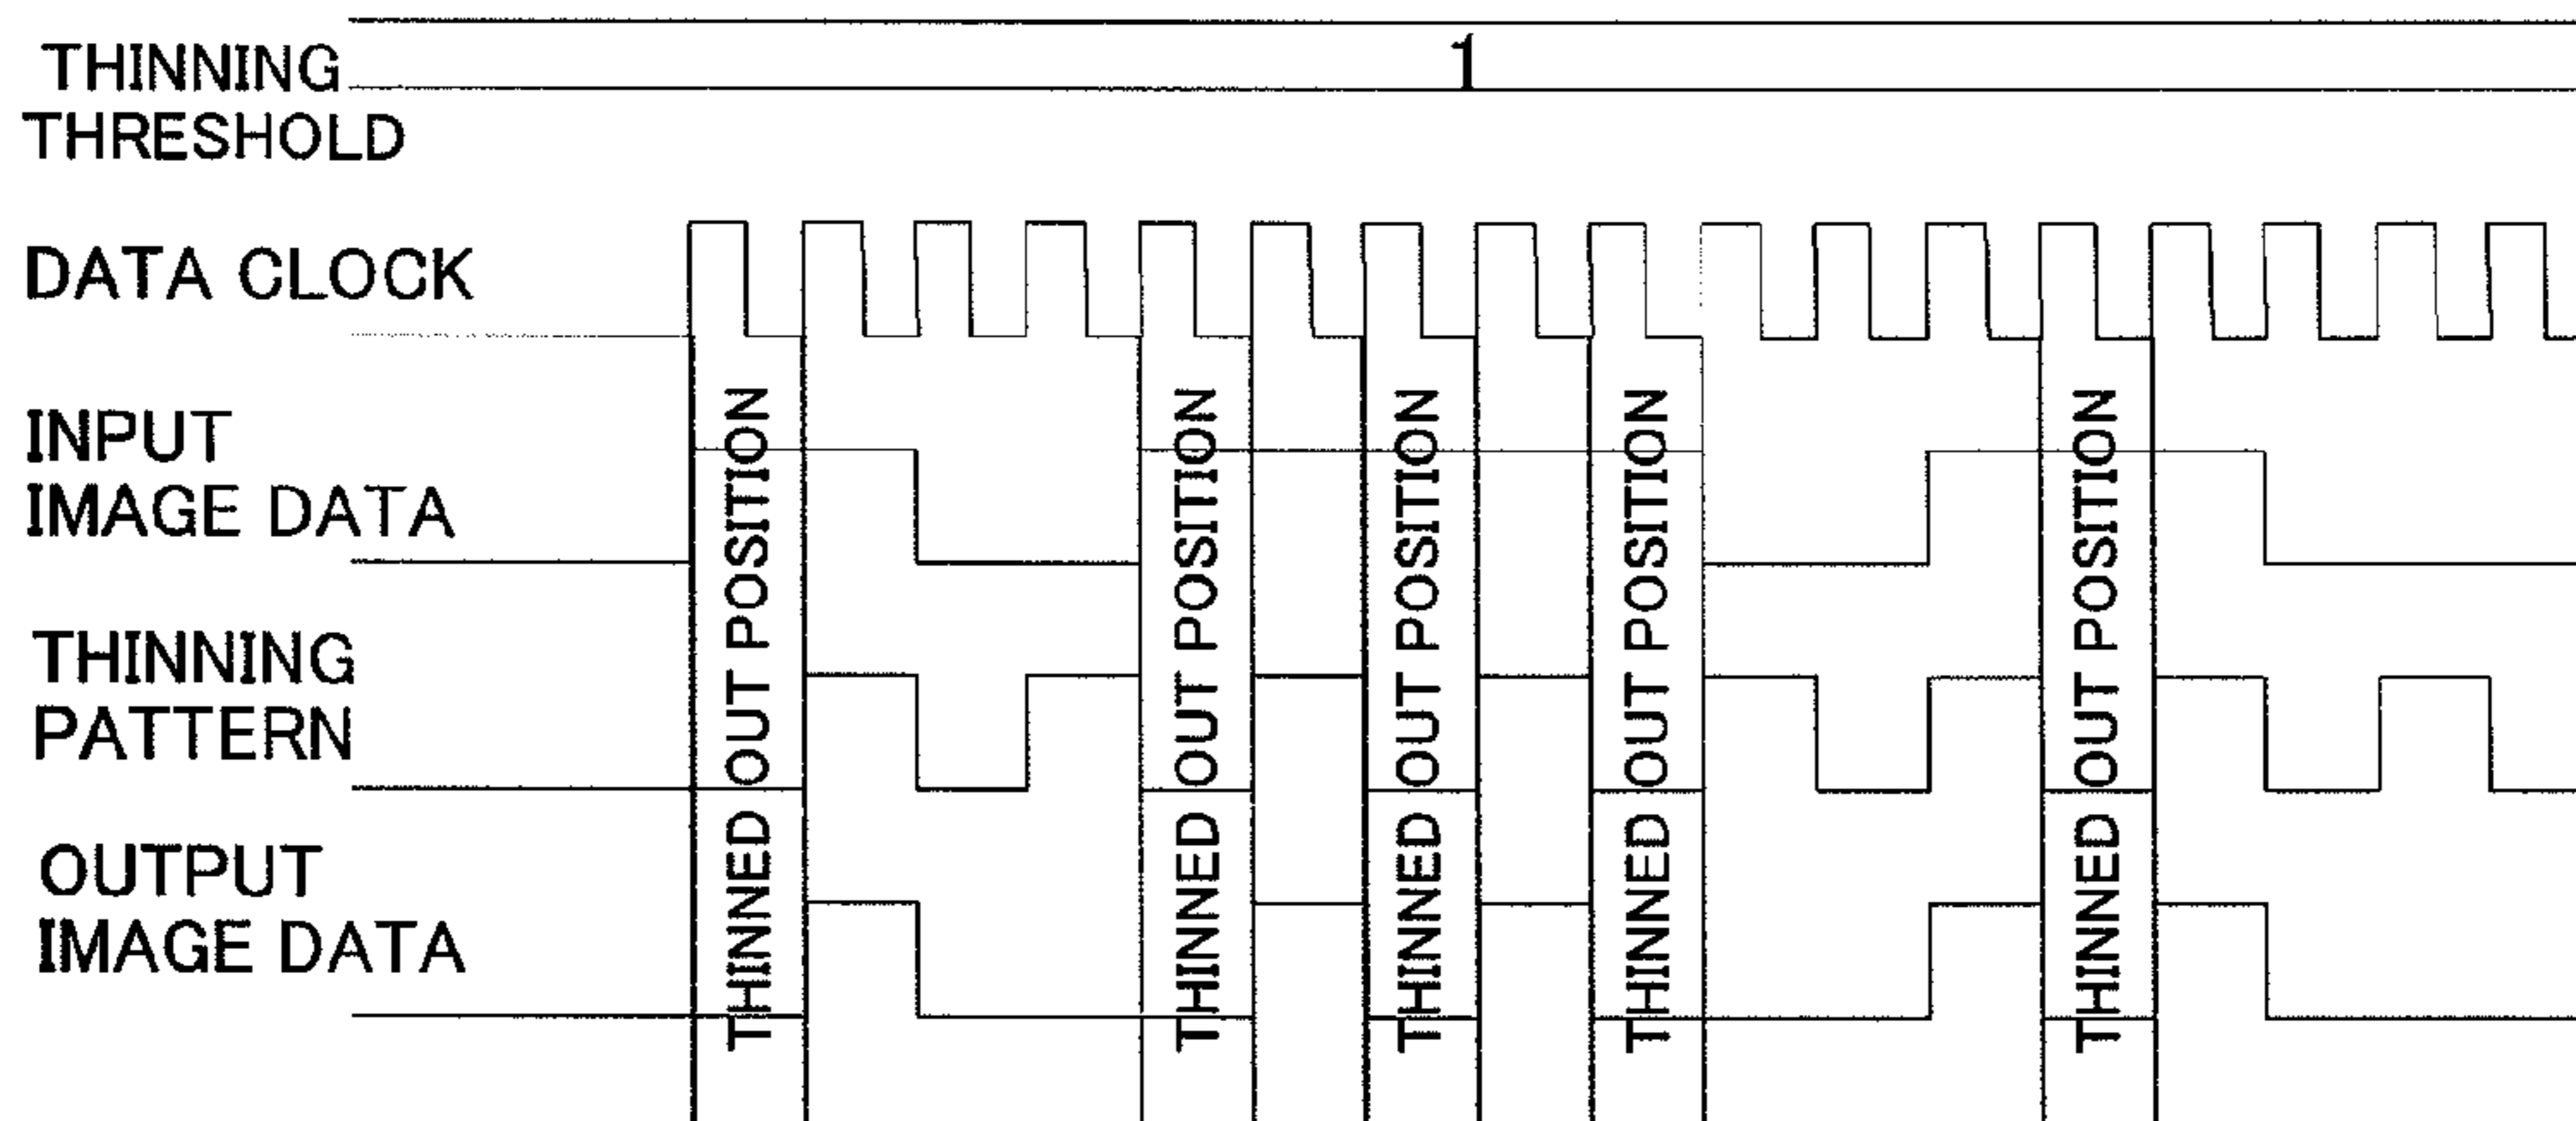 THINNING
THRESHOLD
1
DATA CLOCK
INPUT
IMAGE DATA
THINNING
PATTERN
OUTPUT
IMAGE DATA
THINNED OUT POSITION
THINNED OUT POSITION
THINNED OUT POSITION
THINNED OUT POSITION
THINNED OUT POSITION